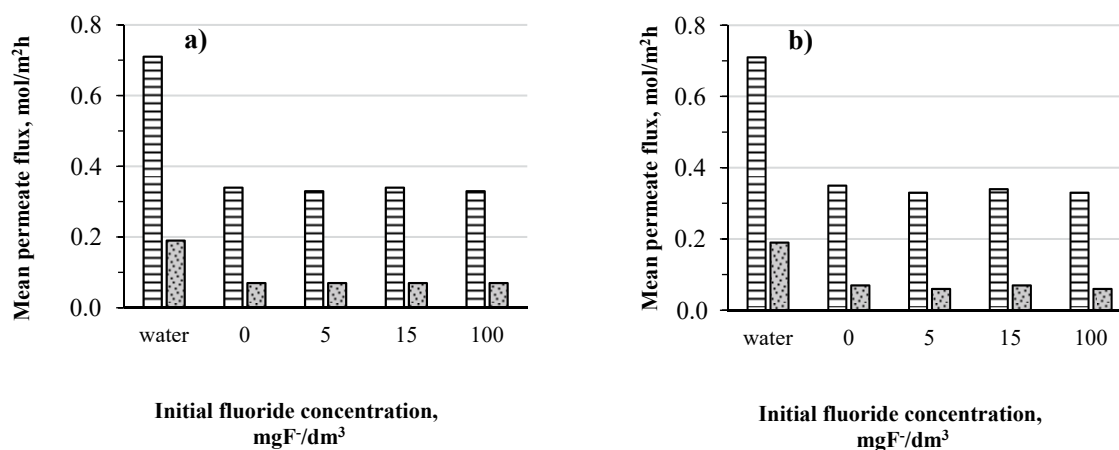 Mean permeate flux, mol/m²h
a)
0.8
0.6
0.4
0.2
0.0
water 0 5 15 100
Initial fluoride concentration,
mgF⁻/dm³
Mean permeate flux, mol/m²h
b)
0.8
0.6
0.4
0.2
0.0
water 0 5 15 100
Initial fluoride concentration,
mgF⁻/dm³